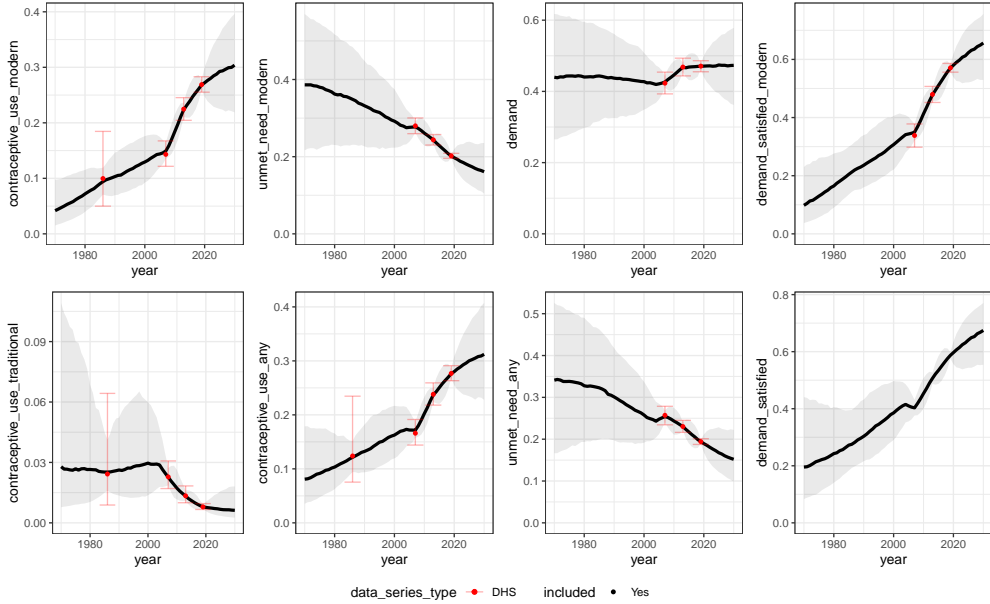 contraceptive_use_modern
0.4
0.3
0.2
0.1
0.0
1980 2000 2020
year
unmet_need_modern
0.4
0.2
0.0
1980 2000 2020
year
demand
0.6
0.4
0.2
0.0
1980 2000 2020
year
demand_satisfied_modern
0.8
0.6
0.4
0.2
0.0
1980 2000 2020
year
contraceptive_use_traditional
0.09
0.06
0.03
0.00
1980 2000 2020
year
contraceptive_use_any
0.4
0.3
0.2
0.1
0.0
1980 2000 2020
year
unmet_need_any
0.5
0.4
0.3
0.2
0.1
0.0
1980 2000 2020
year
demand_satisfied
0.8
0.6
0.4
0.2
0.0
1980 2000 2020
year
data_series_type DHS included Yes